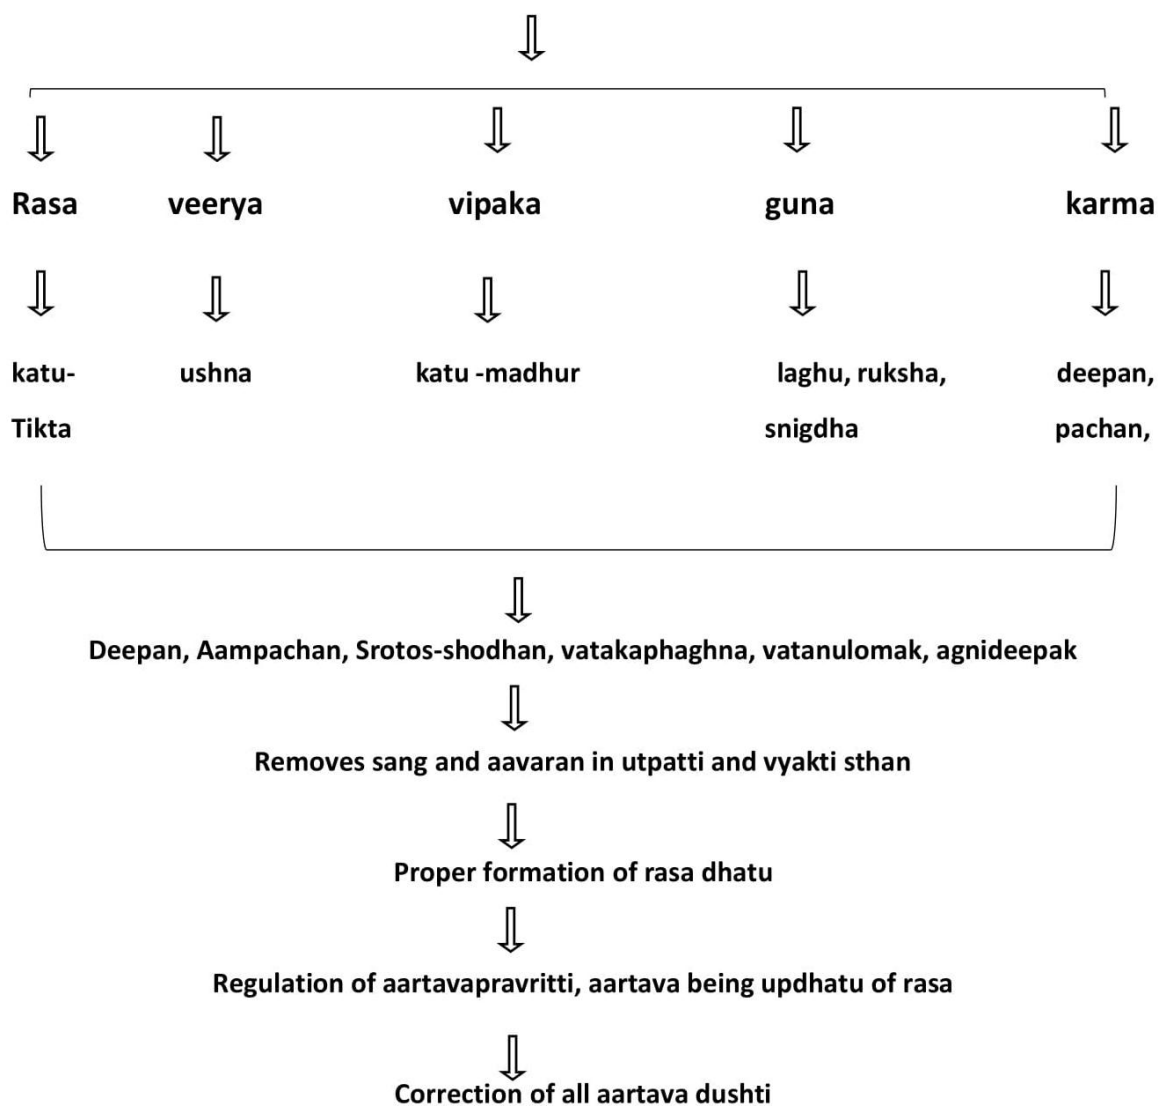 Rasa veerya vipaka guna karma
katu- ushna katu -madhur laghu, ruksha, deepan,
Tikta snigdha pachan,
Deepan, Aampachan, Srotos-shodhan, vatakaphaghna, vatanulomak, agnideepak
Removes sang and aavaran in utpatti and vyakti sthan
Proper formation of rasa dhatu
Regulation of aartavapravritti, aartava being updhatu of rasa
Correction of all aartava dushti